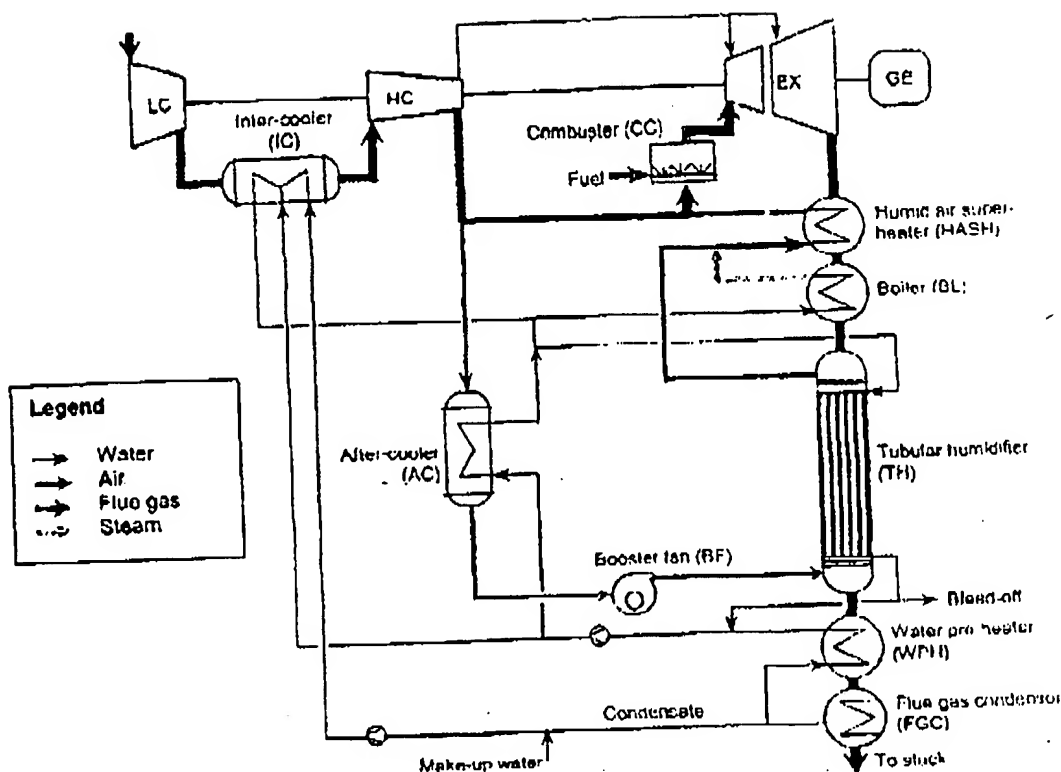 LC
HC
EX
GE
Inter-cooler
(IC)
Combuster (CC)
Fuel
Humid air super-
heater (HASH)
Boiler (BL)
Legend
Water
Air
Flue gas
Steam
After-cooler
(AC)
Tubular humidifier
(TH)
Booster fan (BF)
Bleed-off
Water pre heater
(WPH)
Condensate
Flue gas condensor
(FGC)
Make-up water
To stack